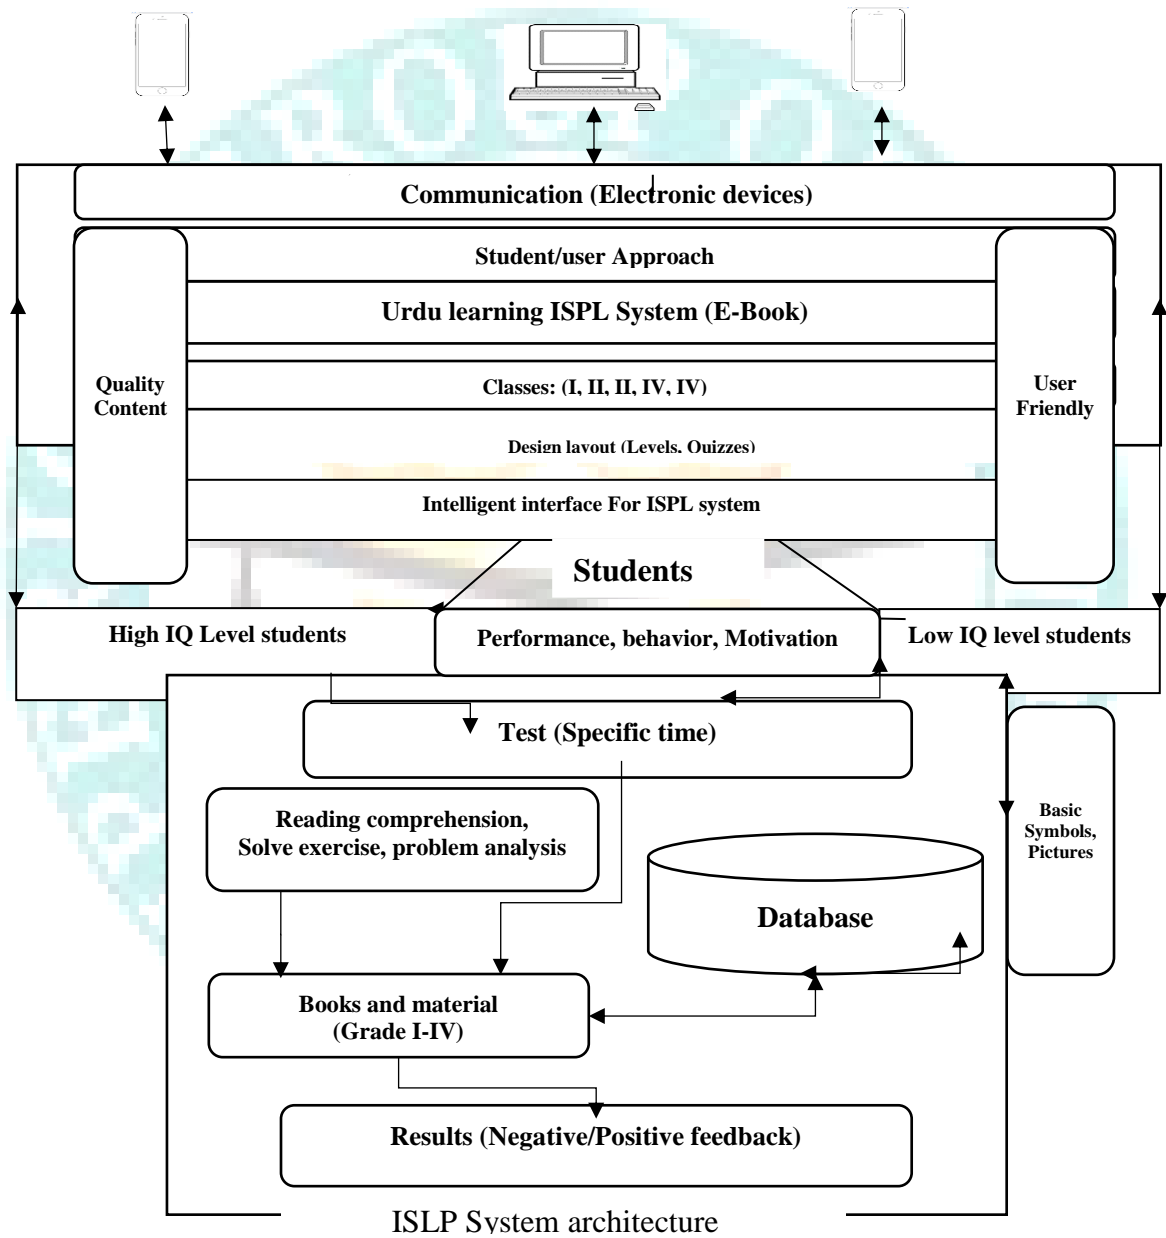 Communication (Electronic devices)
Student/user Approach
Urdu learning ISPL System (E-Book)
Quality
Content
Classes: (I, II, II, IV, IV)
User
Friendly
Design layout (Levels, Quizzes)
Intelligent interface For ISPL system
Students
High IQ Level students
Performance, behavior, Motivation
Low IQ level students
Test (Specific time)
Reading comprehension,
Solve exercise, problem analysis
Basic
Symbols,
Pictures
Database
Books and material
(Grade I-IV)
Results (Negative/Positive feedback)
ISLP System architecture